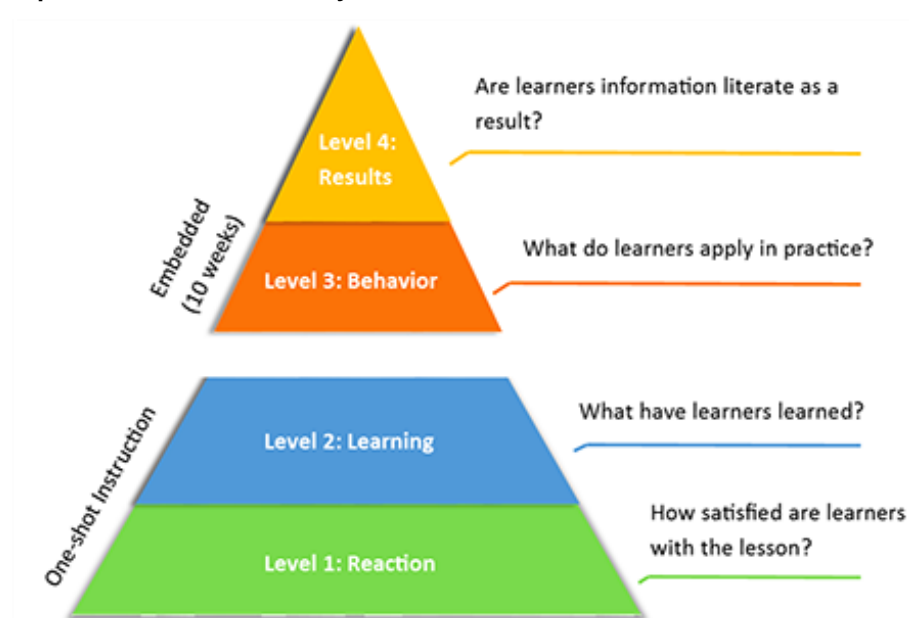 Are learners information literate as a
result?
Level 4:
Results
Embedded
(10 weeks)
What do learners apply in practice?
Level 3: Behavior
What have learners learned?
Level 2: Learning
One-shot Instruction
How satisfied are learners
with the lesson?
Level 1: Reaction